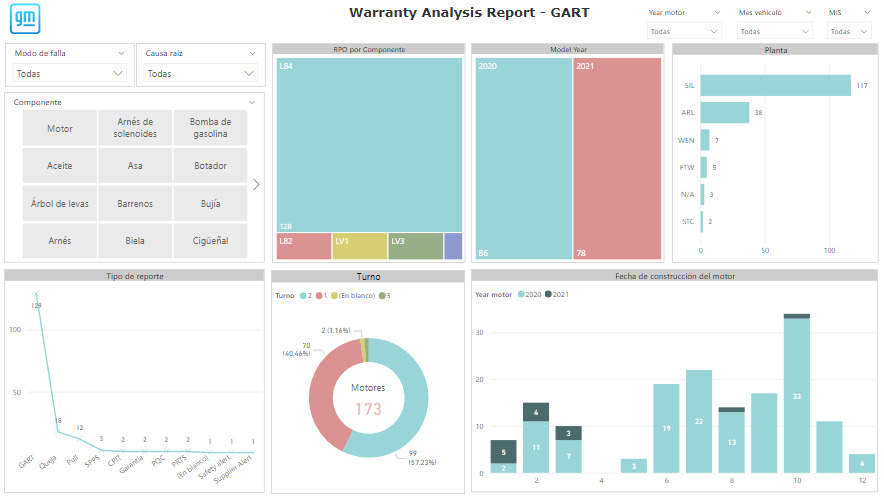 gm
Warranty Analysis Report - GART
Year motor
Todas
Mes vehículo
Todas
MIS
Todas
Modo de falla
Todas
Causa raíz
Todas
Componente
Motor
Arnés de
solenoides
Bomba de
gasolina
Aceite
Asa
Botador
Árbol de levas
Barrenos
Bujía
Arnés
Biela
Cigüeñal
RPO por Componente
L84
128
L82
LV1
LV3
Model Year
2020
86
2021
78
Planta
SIL
117
ARL
38
WEN
7
FTW
5
N/A
3
STC
2
0
50
100
Tipo de reporte
100
50
129
18
12
3
2
2
2
2
1
1
1
GART
Queja
Pull
SPPS
CPIT
Garantía
PQC
PRTS
(En blanco)
Safety alert
Supplier Alert
Turno
Turno
2
1
(En blanco)
3
2 (1.16%)
70
(40.46%)
Motores
173
99
(57.23%)
Fecha de construcción del motor
Year motor
2020
2021
30
20
10
0
5
2
4
11
3
7
3
19
22
13
33
4
2
4
6
8
10
12